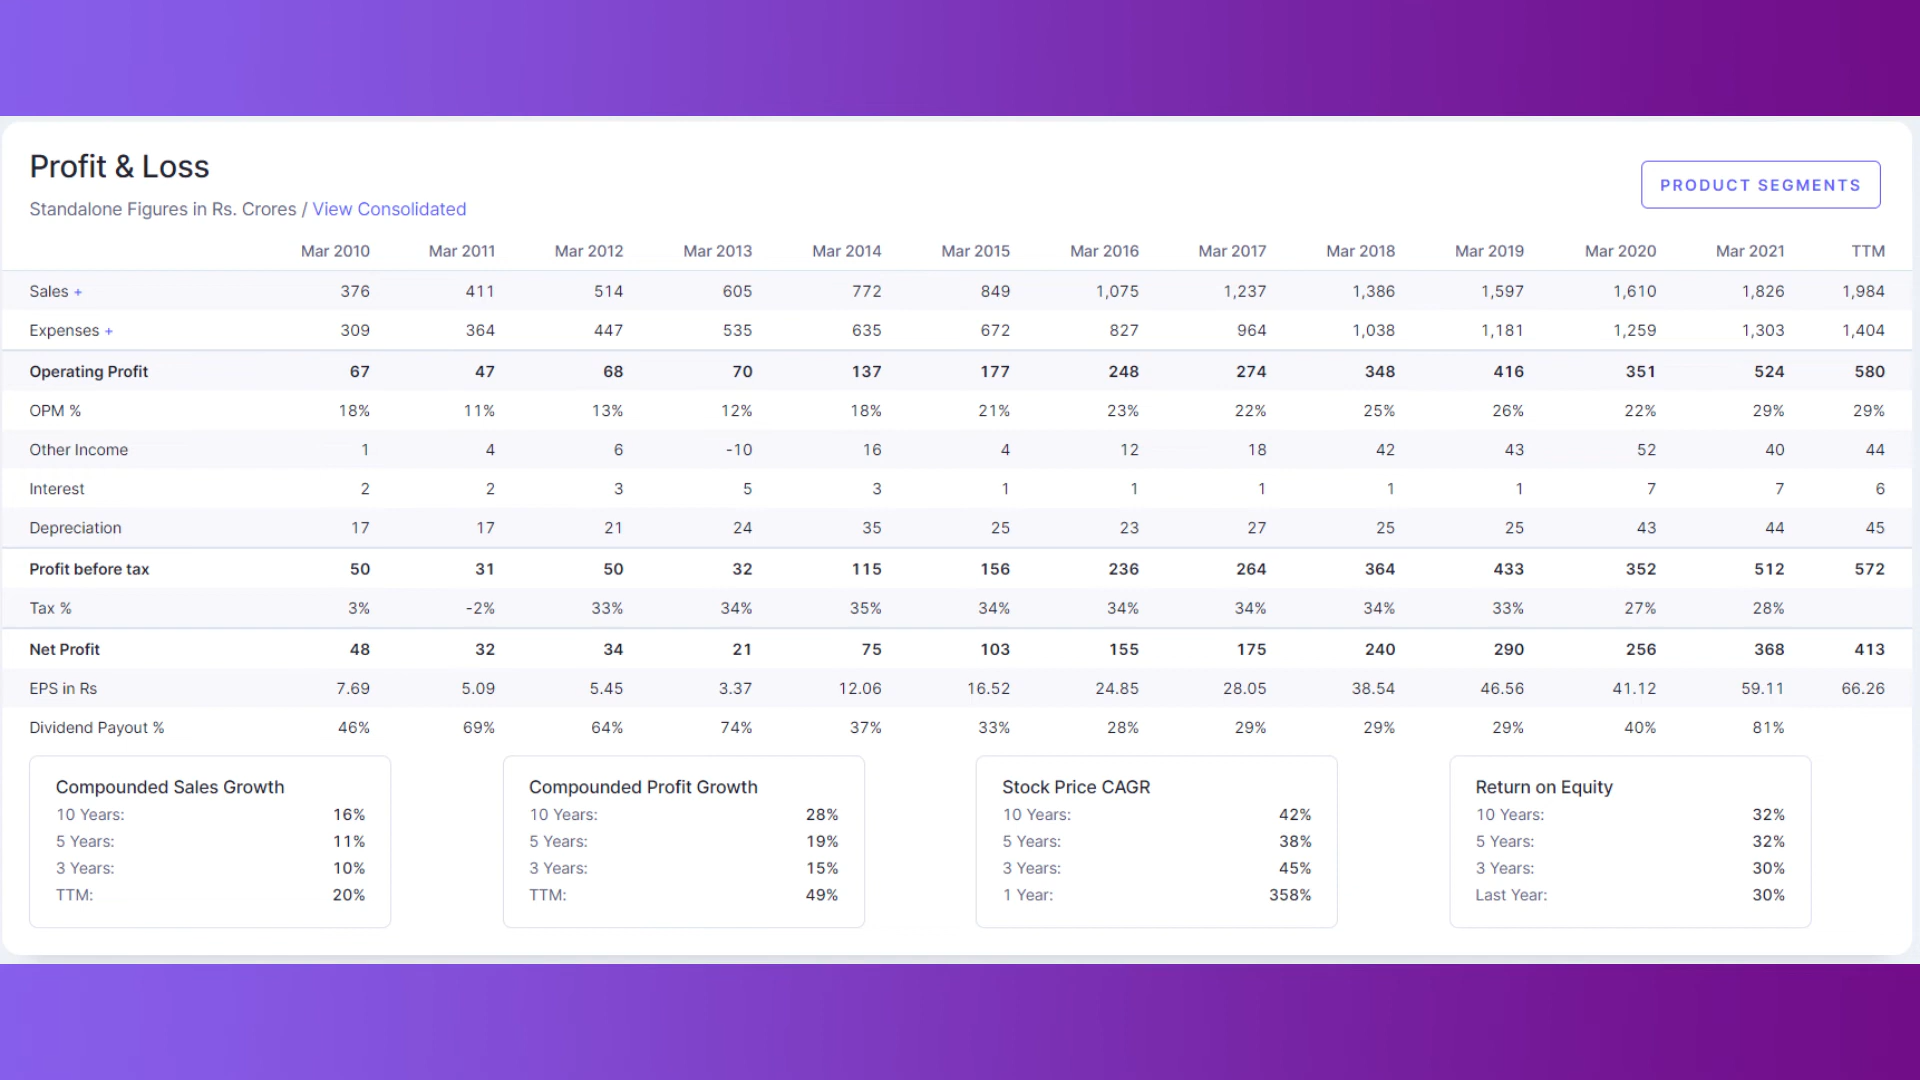 Profit & Loss
PRODUCT SEGMENTS
Standalone Figures in Rs. Crores / View Consolidated
Mar 2010 Mar 2011 Mar 2012 Mar 2013 Mar 2014 Mar 2015 Mar 2016 Mar 2017 Mar 2018 Mar 2019 Mar 2020 Mar 2021 TTM
Sales + 376 411 514 605 772 849 1,075 1,237 1,386 1,597 1,610 1,826 1,984
Expenses + 309 364 447 535 635 672 827 964 1,038 1,181 1,259 1,303 1,404
Operating Profit 67 47 68 70 137 177 248 274 348 416 351 524 580
OPM % 18% 11% 13% 12% 18% 21% 23% 22% 25% 26% 22% 29% 29%
Other Income 1 4 6 -10 16 4 12 18 42 43 52 40 44
Interest 2 2 3 5 3 1 1 1 1 1 7 7 6
Depreciation 17 17 21 24 35 25 23 27 25 25 43 44 45
Profit before tax 50 31 50 32 115 156 236 264 364 433 352 512 572
Tax % 3% -2% 33% 34% 35% 34% 34% 34% 34% 33% 27% 28%
Net Profit 48 32 34 21 75 103 155 175 240 290 256 368 413
EPS in Rs 7.69 5.09 5.45 3.37 12.06 16.52 24.85 28.05 38.54 46.56 41.12 59.11 66.26
Dividend Payout % 46% 69% 64% 74% 37% 33% 28% 29% 29% 29% 40% 81%
Compounded Sales Growth
10 Years: 16%
5 Years: 11%
3 Years: 10%
TTM: 20%
Compounded Profit Growth
10 Years: 28%
5 Years: 19%
3 Years: 15%
TTM: 49%
Stock Price CAGR
10 Years: 42%
5 Years: 38%
3 Years: 45%
1 Year: 358%
Return on Equity
10 Years: 32%
5 Years: 32%
3 Years: 30%
Last Year: 30%